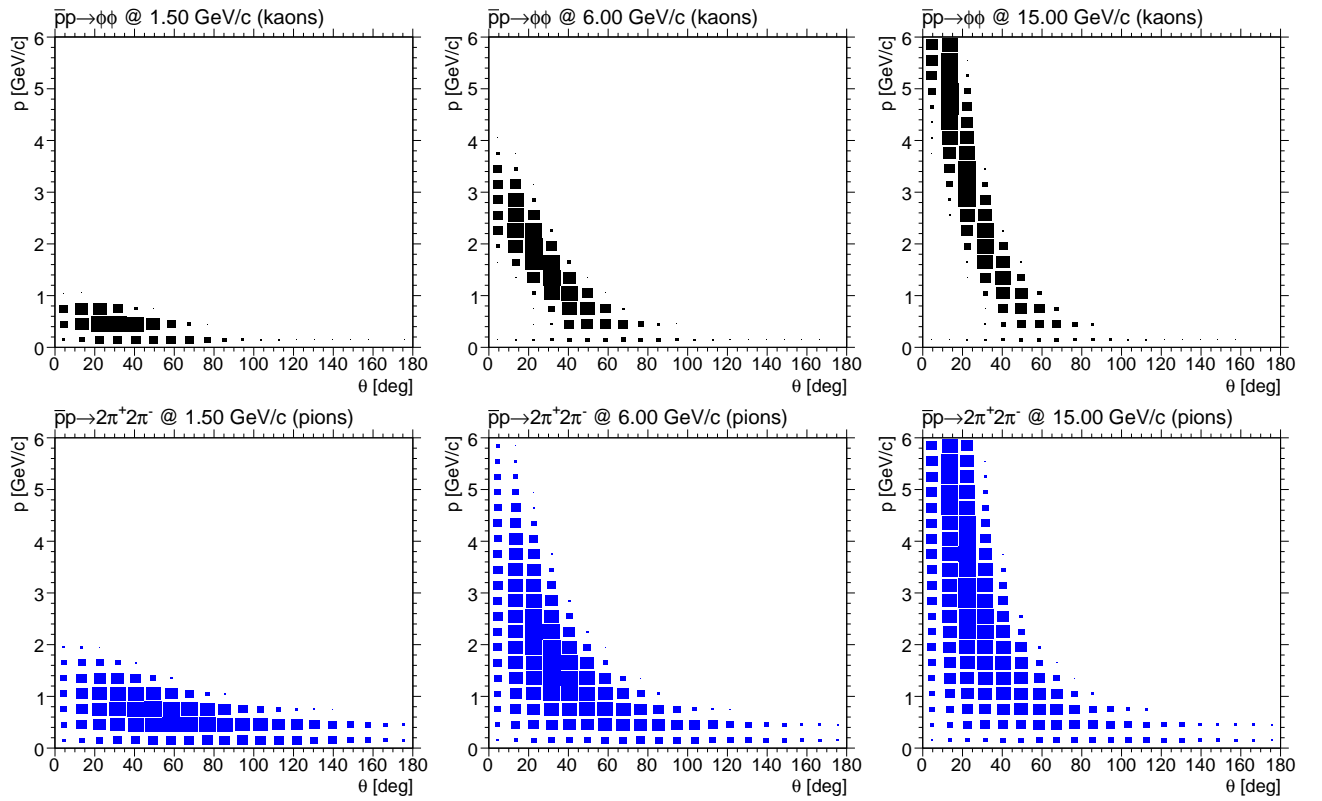 p̅p→ϕϕ @ 1.50 GeV/c (kaons)
p [GeV/c]
6
5
4
3
2
1
0
0 20 40 60 80 100 120 140 160 180
θ [deg]
p̅p→ϕϕ @ 6.00 GeV/c (kaons)
p [GeV/c]
6
5
4
3
2
1
0
0 20 40 60 80 100 120 140 160 180
θ [deg]
p̅p→ϕϕ @ 15.00 GeV/c (kaons)
p [GeV/c]
6
5
4
3
2
1
0
0 20 40 60 80 100 120 140 160 180
θ [deg]
p̅p→2π⁺2π⁻ @ 1.50 GeV/c (pions)
p [GeV/c]
6
5
4
3
2
1
0
0 20 40 60 80 100 120 140 160 180
θ [deg]
p̅p→2π⁺2π⁻ @ 6.00 GeV/c (pions)
p [GeV/c]
6
5
4
3
2
1
0
0 20 40 60 80 100 120 140 160 180
θ [deg]
p̅p→2π⁺2π⁻ @ 15.00 GeV/c (pions)
p [GeV/c]
6
5
4
3
2
1
0
0 20 40 60 80 100 120 140 160 180
θ [deg]